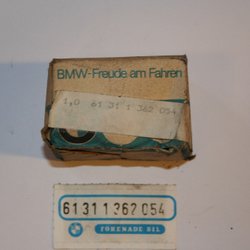 BMW-Freude am Fahren
1,0 61 31 1 362 054
61 31 1 362 054
FÖRENADE BIL